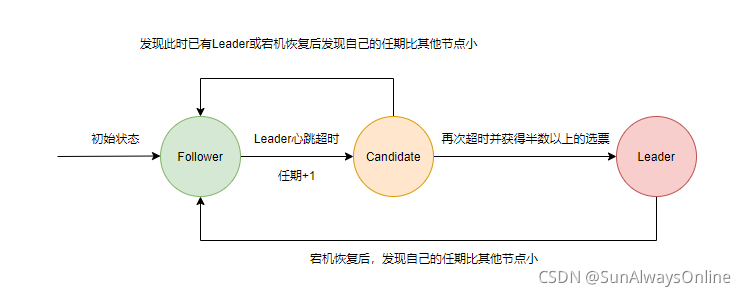 发现此时已有Leader或宕机恢复后发现自己的任期比其他节点小
初始状态
Follower
Leader心跳超时
任期+1
Candidate
再次超时并获得半数以上的选票
Leader
宕机恢复后，发现自己的任期比其他节点小
CSDN @SunAlwaysOnline